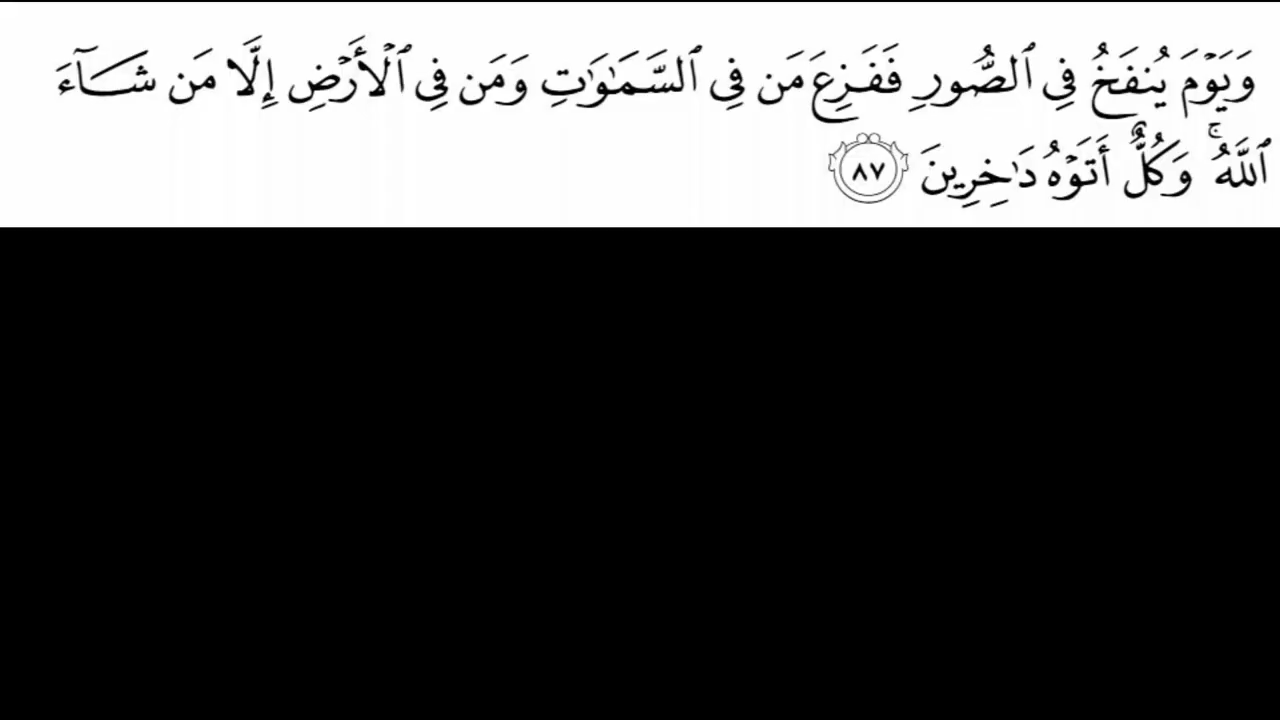 وَيَوۡمَ يُنفَخُ فِي ٱلصُّورِ فَفَزِعَ مَن فِي ٱلسَّمَٰوَٰتِ وَمَن فِي ٱلۡأَرۡضِ إِلَّا مَن شَآءَ
ٱللَّهُۚ وَكُلٌّ أَتَوۡهُ دَٰخِرِينَ ٨٧